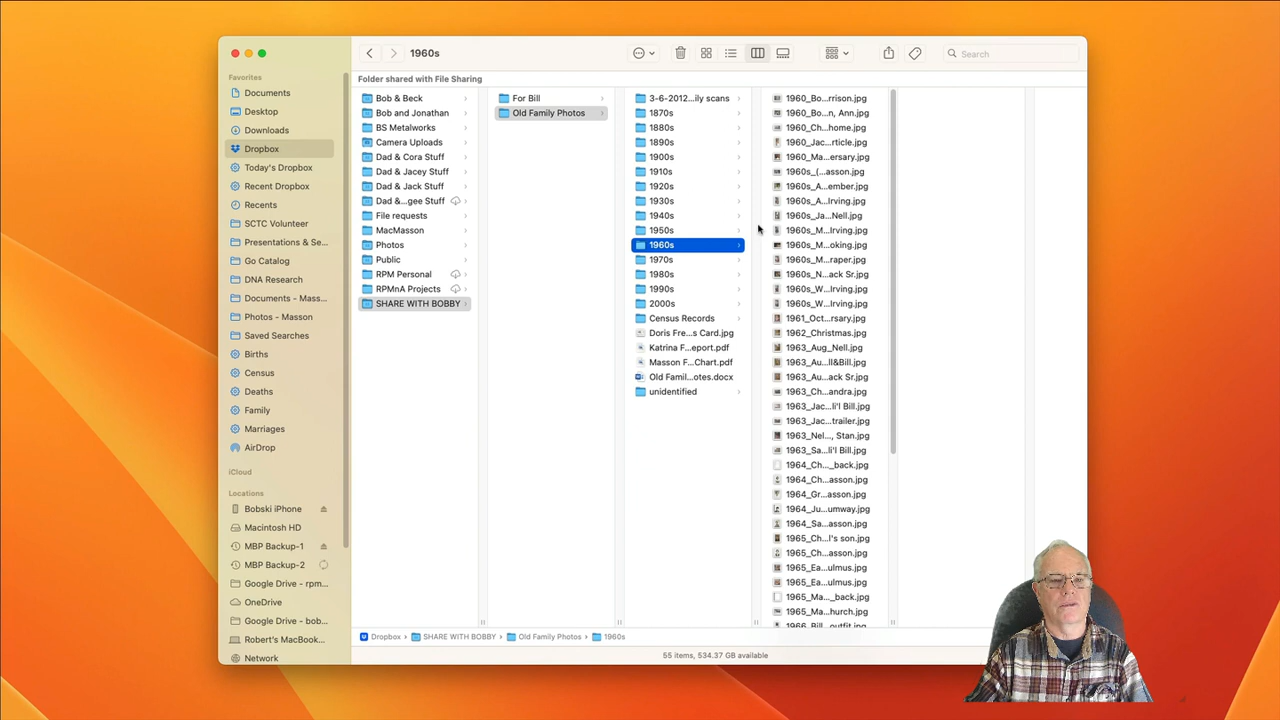 1960s
Search
Folder shared with File Sharing
Favorites
Documents
Desktop
Downloads
Dropbox
Today's Dropbox
Recent Dropbox
Recents
SCTC Volunteer
Presentations & Se...
Go Catalog
DNA Research
Documents - Mass...
Photos - Masson
Saved Searches
Births
Census
Deaths
Family
Marriages
AirDrop
iCloud
Locations
Bobski iPhone
Macintosh HD
MBP Backup-1
MBP Backup-2
Google Drive - rpm...
OneDrive
Google Drive - bob...
Robert's MacBook...
Network
Bob & Beck
Bob and Jonathan
BS Metalworks
Camera Uploads
Dad & Cora Stuff
Dad & Jacey Stuff
Dad & Jack Stuff
Dad &...gee Stuff
File requests
MacMasson
Photos
Public
RPM Personal
RPMnA Projects
SHARE WITH BOBBY
For Bill
Old Family Photos
3-6-2012...ily scans
1870s
1880s
1890s
1900s
1910s
1920s
1930s
1940s
1950s
1960s
1970s
1980s
1990s
2000s
Census Records
Doris Fre...s Card.jpg
Katrina F...eport.pdf
Masson F...Chart.pdf
Old Famil...otes.docx
unidentified
1960_Bo...rrison.jpg
1960_Bo...n, Ann.jpg
1960_Ch...home.jpg
1960_Jac...rticle.jpg
1960_Ma...ersary.jpg
1960s_(...asson.jpg
1960s_A...ember.jpg
1960s_A...Irving.jpg
1960s_Ja...Nell.jpg
1960s_M...Irving.jpg
1960s_M...oking.jpg
1960s_M...raper.jpg
1960s_N...ack Sr.jpg
1960s_W...Irving.jpg
1960s_W...Irving.jpg
1961_Oct...rsary.jpg
1962_Christmas.jpg
1963_Aug_Nell.jpg
1963_Au...ll&Bill.jpg
1963_Au...ack Sr.jpg
1963_Ch...andra.jpg
1963_Jac...li'l Bill.jpg
1963_Jac...trailer.jpg
1963_Nel..., Stan.jpg
1963_Sa...li'l Bill.jpg
1964_Ch..._back.jpg
1964_Ch...asson.jpg
1964_Gr...asson.jpg
1964_Ju...umway.jpg
1964_Sa...asson.jpg
1965_Ch...l's son.jpg
1965_Ch...asson.jpg
1965_Ea...ulmus.jpg
1965_Ea...ulmus.jpg
1965_Ma..._back.jpg
1965_Ma...hurch.jpg
1966_Bill...outfit.jpg
Dropbox › SHARE WITH BOBBY › Old Family Photos › 1960s
55 items, 534.37 GB available